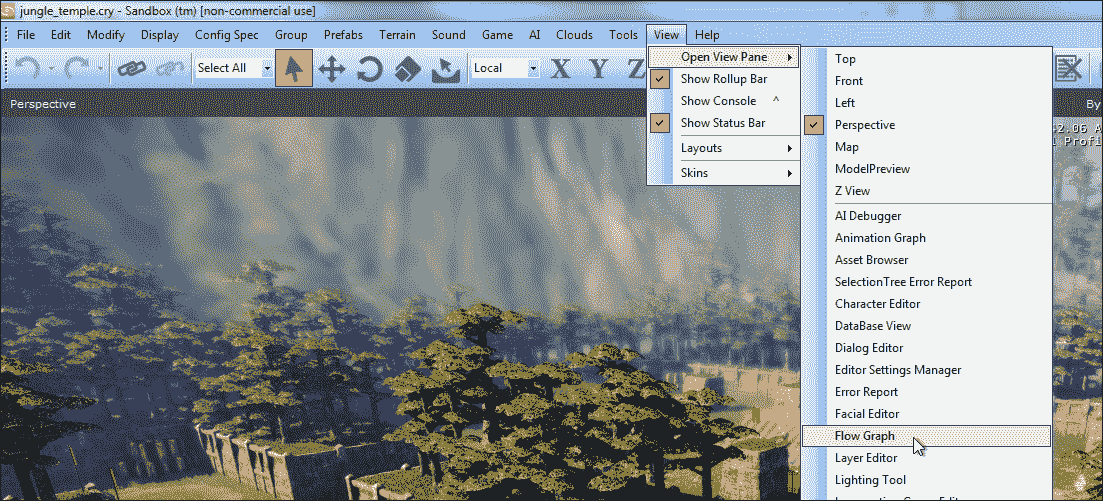 jungle_temple.cry - Sandbox (tm) [non-commercial use]
File Edit Modify Display Config Spec Group Prefabs Terrain Sound Game AI Clouds Tools View Help
Select All Local X Y Z
Perspective
By
Open View Pane
Show Rollup Bar
Show Console ^
Show Status Bar
Layouts
Skins
Top
Front
Left
Perspective
Map
ModelPreview
Z View
AI Debugger
Animation Graph
Asset Browser
SelectionTree Error Report
Character Editor
DataBase View
Dialog Editor
Editor Settings Manager
Error Report
Facial Editor
Flow Graph
Layer Editor
Lighting Tool